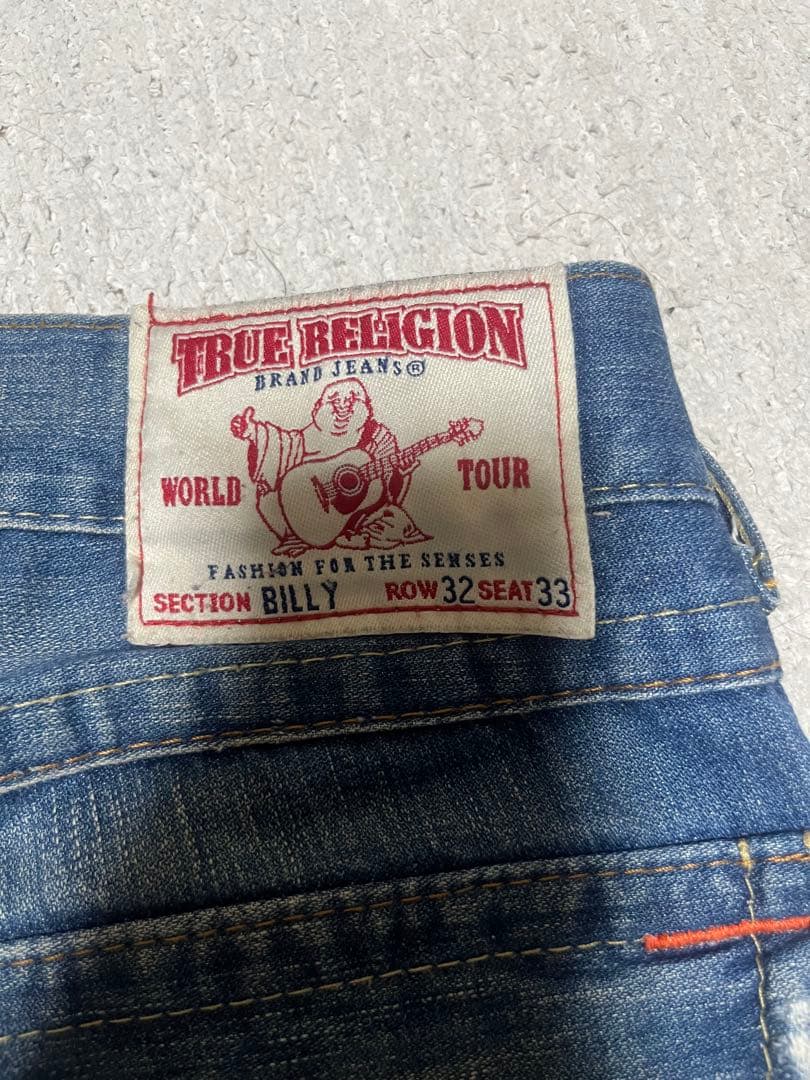 TRUE RELIGION
BRAND JEANS®
WORLD TOUR
FASHION FOR THE SENSES
SECTION BILLY ROW 32 SEAT 33